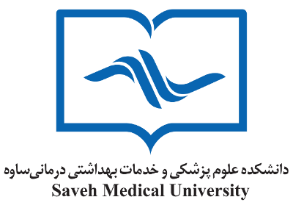 دانشکده علوم پزشکی و خدمات بهداشتی درمانی ساوه
Saveh Medical University